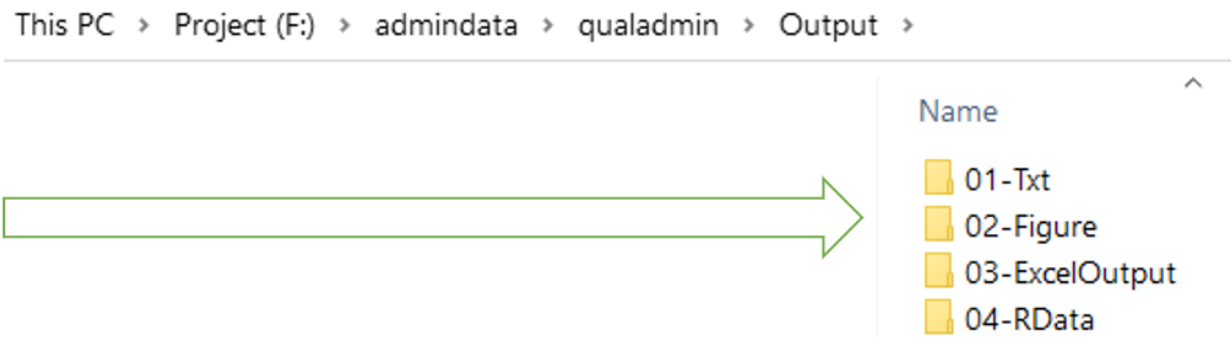 This PC > Project (F:) > admindata > qualadmin > Output >
Name
01-Txt
02-Figure
03-ExcelOutput
04-RData